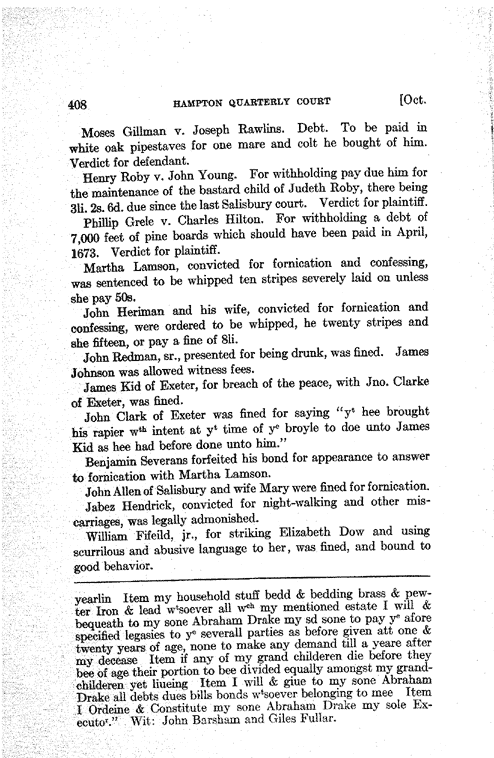 408 HAMPTON QUARTERLY COURT [Oct.
Moses Gillman v. Joseph Rawlins. Debt. To be paid in
white oak pipestaves for one mare and colt he bought of him.
Verdict for defendant.
Henry Roby v. John Young. For withholding pay due him for
the maintenance of the bastard child of Judeth Roby, there being
3li. 2s. 6d. due since the last Salisbury court. Verdict for plaintiff.
Phillip Grele v. Charles Hilton. For withholding a debt of
7,000 feet of pine boards which should have been paid in April,
1673. Verdict for plaintiff.
Martha Lamson, convicted for fornication and confessing,
was sentenced to be whipped ten stripes severely laid on unless
she pay 50s.
John Heriman and his wife, convicted for fornication and
confessing, were ordered to be whipped, he twenty stripes and
she fifteen, or pay a fine of 8li.
John Redman, sr., presented for being drunk, was fined. James
Johnson was allowed witness fees.
James Kid of Exeter, for breach of the peace, with Jno. Clarke
of Exeter, was fined.
John Clark of Exeter was fined for saying "yᵗ hee brought
his rapier wᵗʰ intent at yᵗ time of yᵉ broyle to doe unto James
Kid as hee had before done unto him."
Benjamin Severans forfeited his bond for appearance to answer
to fornication with Martha Lamson.
John Allen of Salisbury and wife Mary were fined for fornication.
Jabez Hendrick, convicted for night-walking and other mis-
carriages, was legally admonished.
William Fifeild, jr., for striking Elizabeth Dow and using
scurrilous and abusive language to her, was fined, and bound to
good behavior.
yearlin Item my household stuff bedd & bedding brass & pew-
ter Iron & lead wᵗsoever all wᶜʰ my mentioned estate I will &
bequeath to my sone Abraham Drake my sd sone to pay yᵉ afore
specified legasies to yᵉ severall parties as before given att one &
twenty years of age, none to make any demand till a yeare after
my decease Item if any of my grand childeren die before they
bee of age their portion to bee divided equally amongst my grand-
childeren yet liueing Item I will & giue to my sone Abraham
Drake all debts dues bills bonds wᵗsoever belonging to mee Item
I Ordeine & Constitute my sone Abraham Drake my sole Ex-
ecutoʳ." Wit: John Barsham and Giles Fullar.